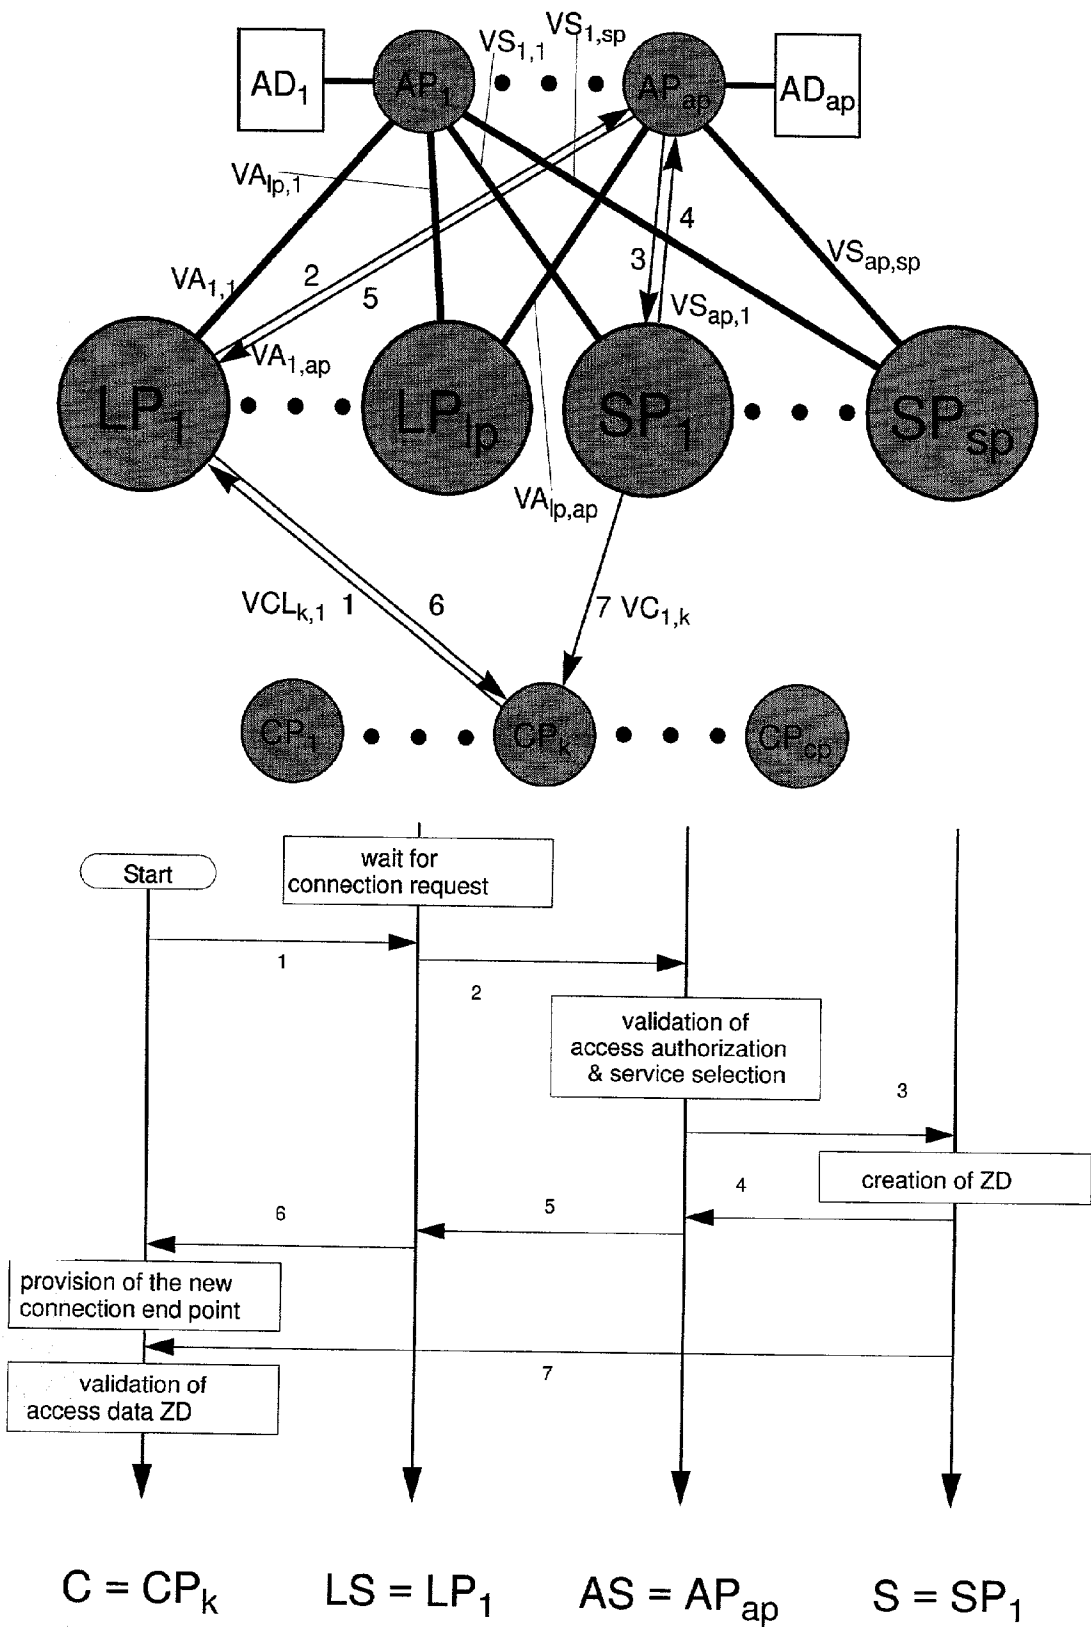 VS1,1
VS1,sp
AD1
AP1
APap
ADap
VAlp,1
4
VA1,1
2
3
VSap,sp
5
VSap,1
VA1,ap
LP1
LPlp
SP1
SPsp
VAlp,ap
VCLk,1
1
6
7 VC1,k
CP1
CPk
CPcp
Start
wait for
connection request
1
2
validation of
access authorization
& service selection
3
creation of ZD
4
5
6
provision of the new
connection end point
7
validation of
access data ZD
C = CPk
LS = LP1
AS = APap
S = SP1